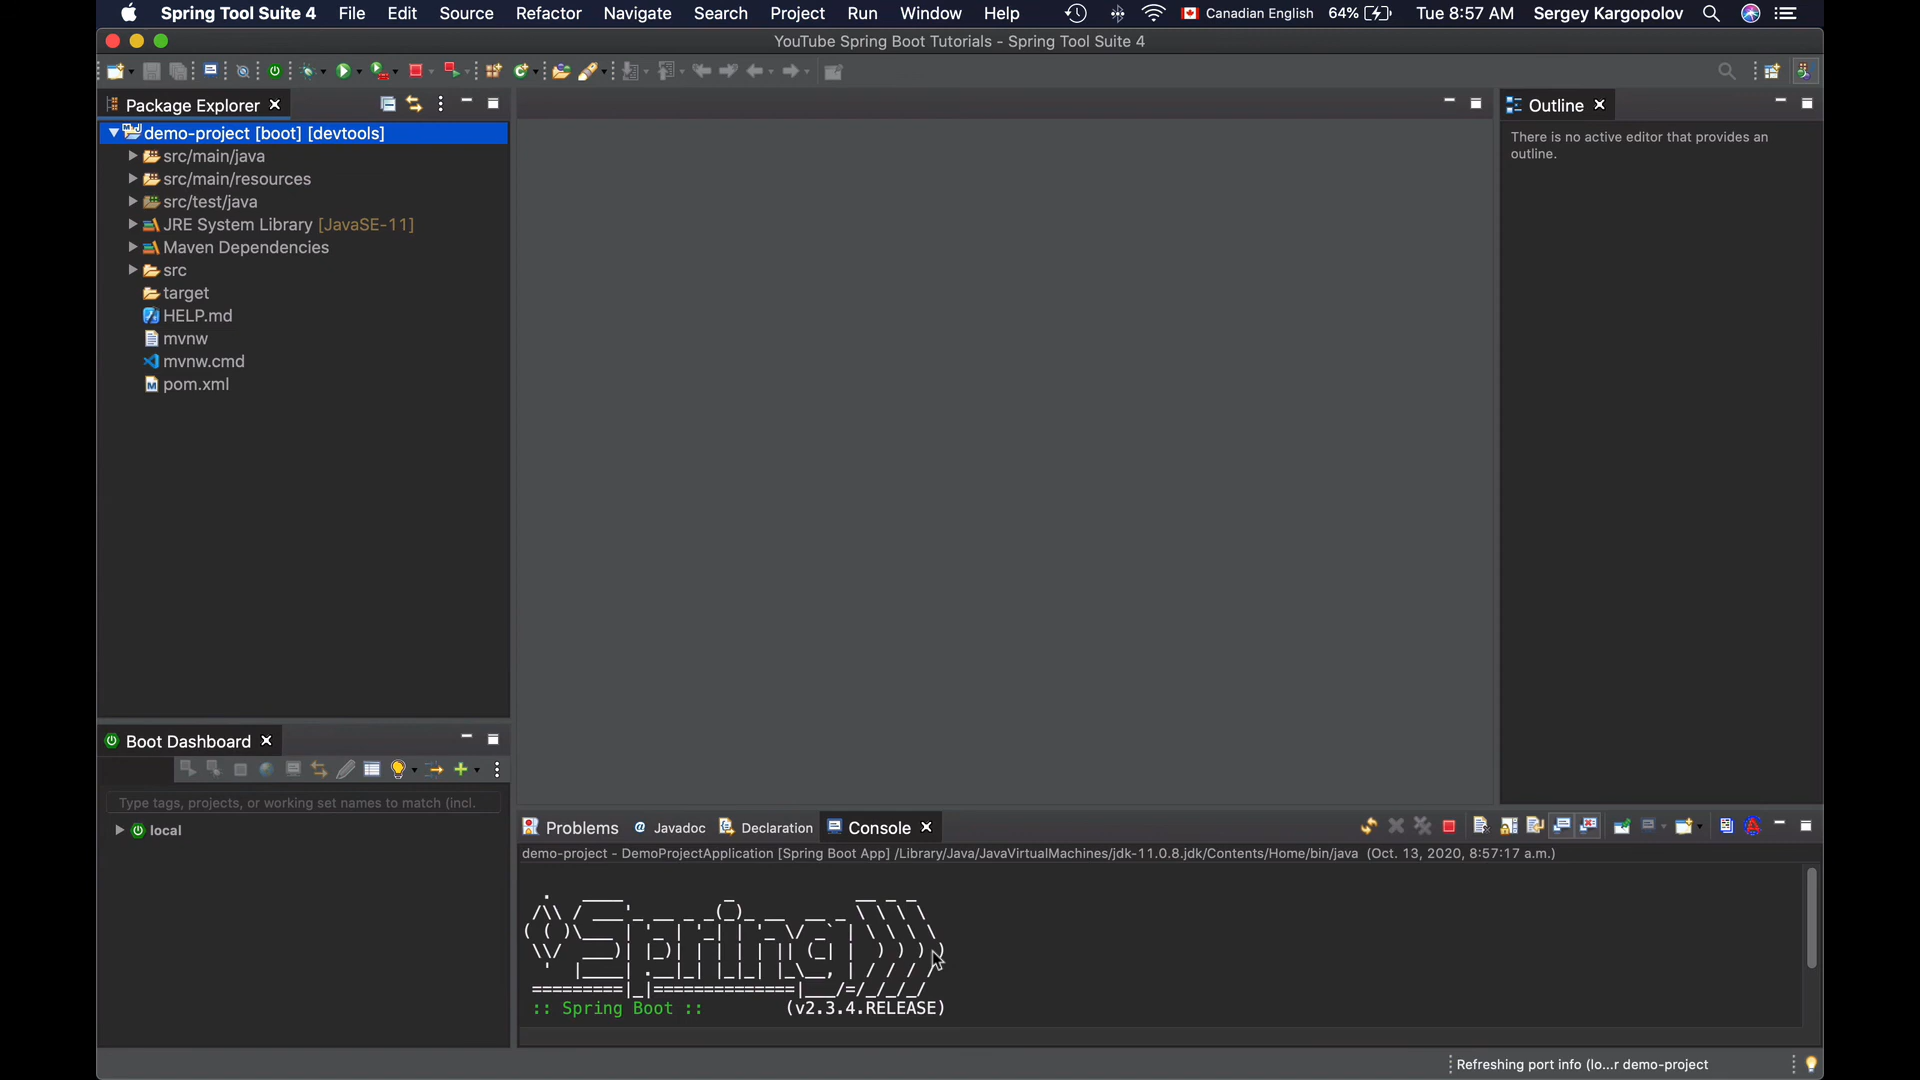 Spring Tool Suite 4 File Edit Source Refactor Navigate Search Project Run Window Help Canadian English 64% Tue 8:57 AM Sergey Kargopolov
YouTube Spring Boot Tutorials - Spring Tool Suite 4
Package Explorer
demo-project [boot] [devtools]
src/main/java
src/main/resources
src/test/java
JRE System Library [JavaSE-11]
Maven Dependencies
src
target
HELP.md
mvnw
mvnw.cmd
pom.xml
Outline
There is no active editor that provides an
outline.
Boot Dashboard
Type tags, projects, or working set names to match (incl.
local
Problems @ Javadoc Declaration Console
demo-project - DemoProjectApplication [Spring Boot App] /Library/Java/JavaVirtualMachines/jdk-11.0.8.jdk/Contents/Home/bin/java (Oct. 13, 2020, 8:57:17 a.m.)
Spring
:: Spring Boot :: (v2.3.4.RELEASE)
Refreshing port info (lo...r demo-project